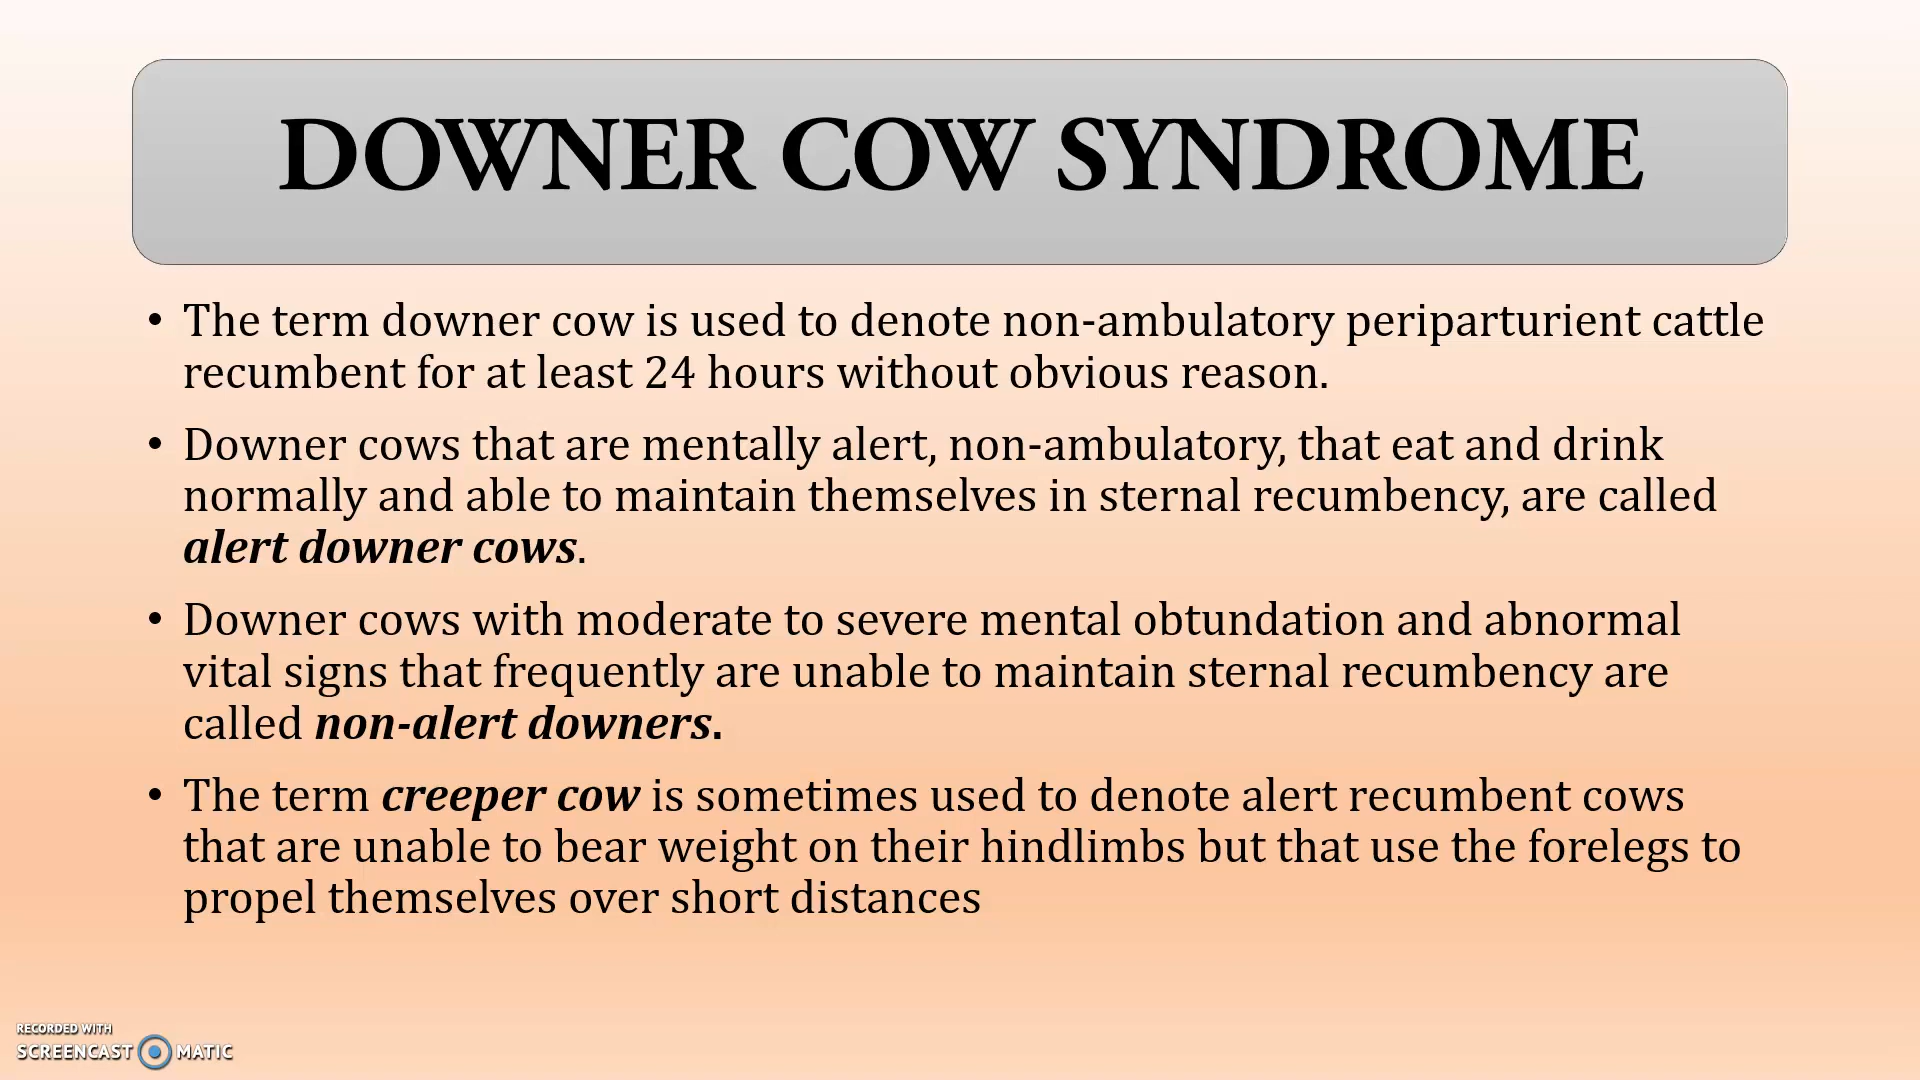 DOWNER COW SYNDROME
• The term downer cow is used to denote non-ambulatory periparturient cattle
recumbent for at least 24 hours without obvious reason.
• Downer cows that are mentally alert, non-ambulatory, that eat and drink
normally and able to maintain themselves in sternal recumbency, are called
alert downer cows.
• Downer cows with moderate to severe mental obtundation and abnormal
vital signs that frequently are unable to maintain sternal recumbency are
called non-alert downers.
• The term creeper cow is sometimes used to denote alert recumbent cows
that are unable to bear weight on their hindlimbs but that use the forelegs to
propel themselves over short distances
RECORDED WITH
SCREENCAST MATIC